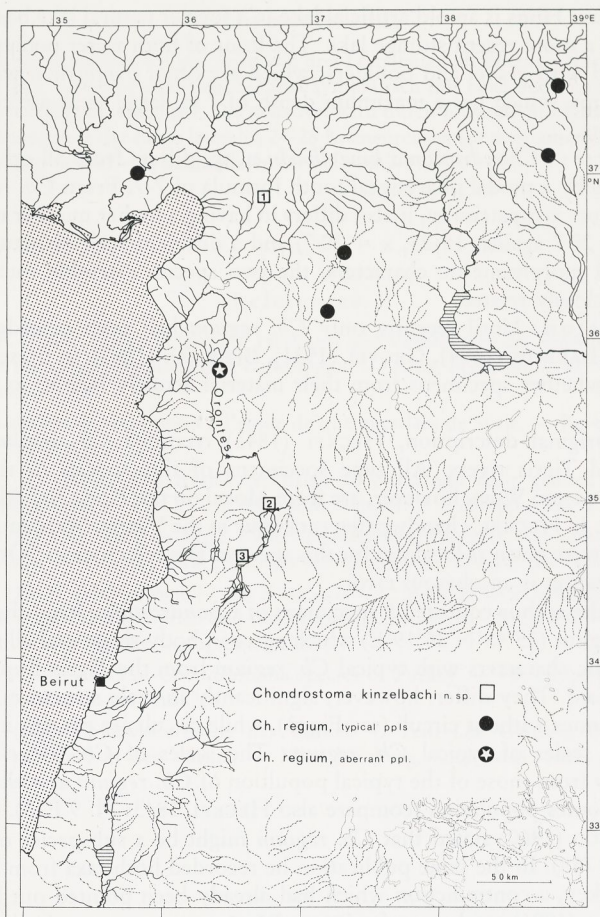 35 36 37 38 39°E
37
°N
1
36
Orontes
35
2
3
34
Beirut
Chondrostoma kinzelbachi n. sp.
Ch. regium, typical ppls
Ch. regium, aberrant ppl.
33
50 km